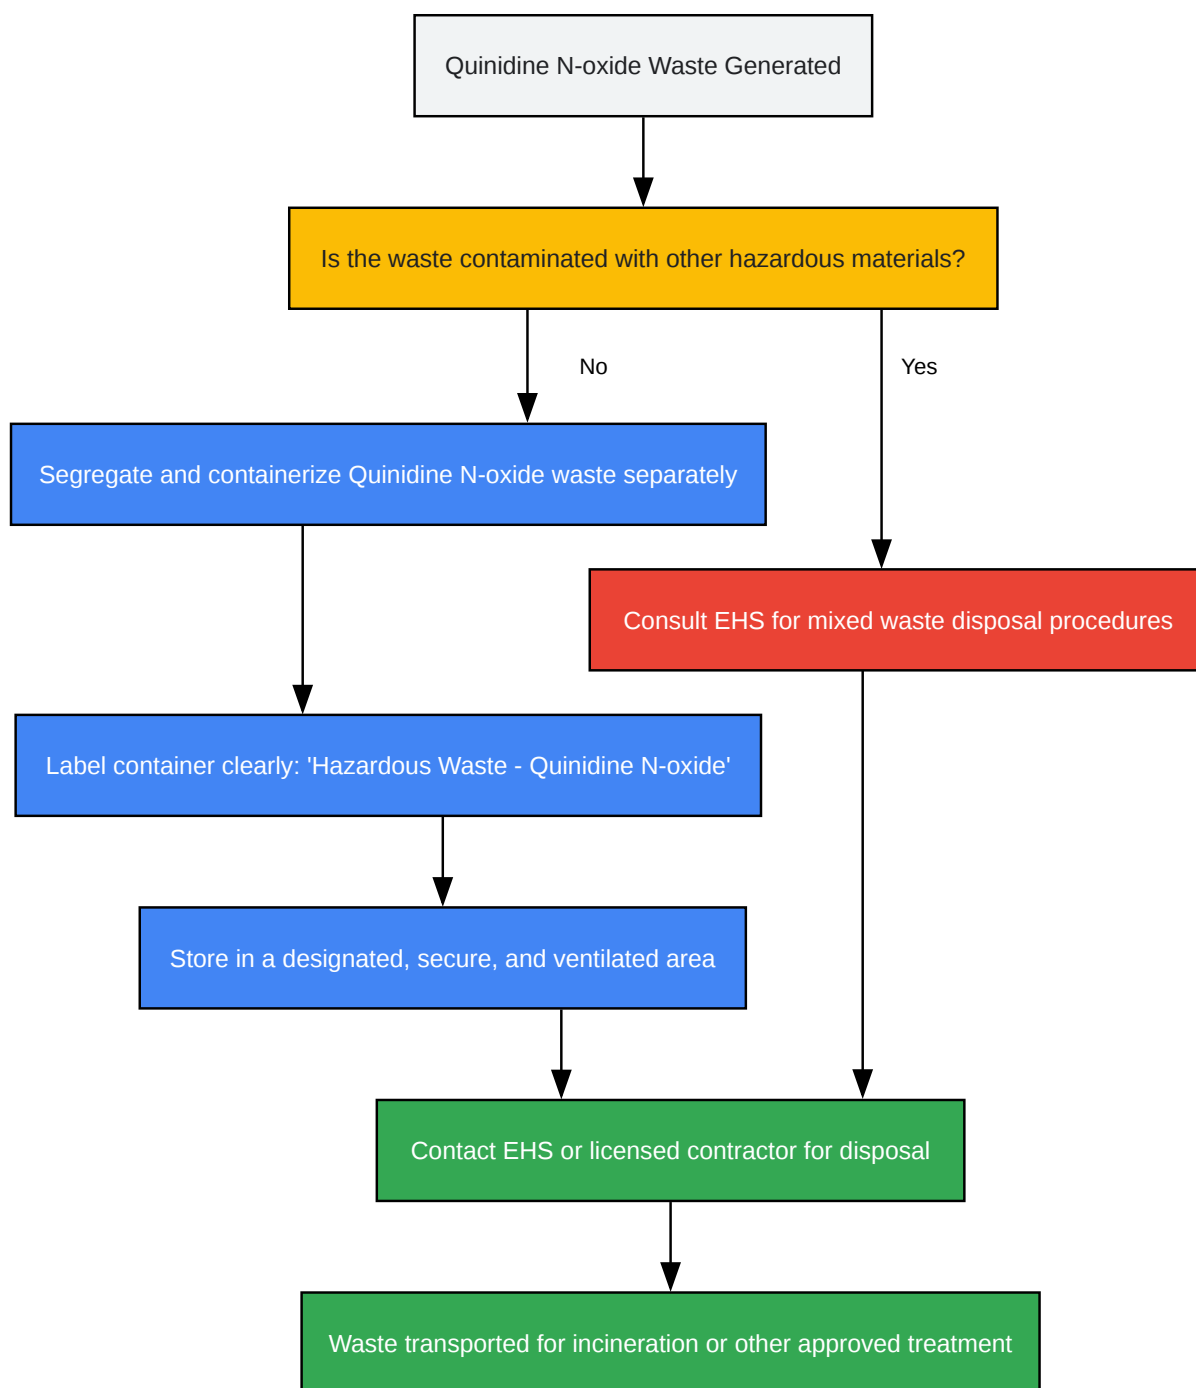 Quinidine N-oxide Waste Generated
Is the waste contaminated with other hazardous materials?
No
Yes
Segregate and containerize Quinidine N-oxide waste separately
Consult EHS for mixed waste disposal procedures
Label container clearly: 'Hazardous Waste - Quinidine N-oxide'
Store in a designated, secure, and ventilated area
Contact EHS or licensed contractor for disposal
Waste transported for incineration or other approved treatment